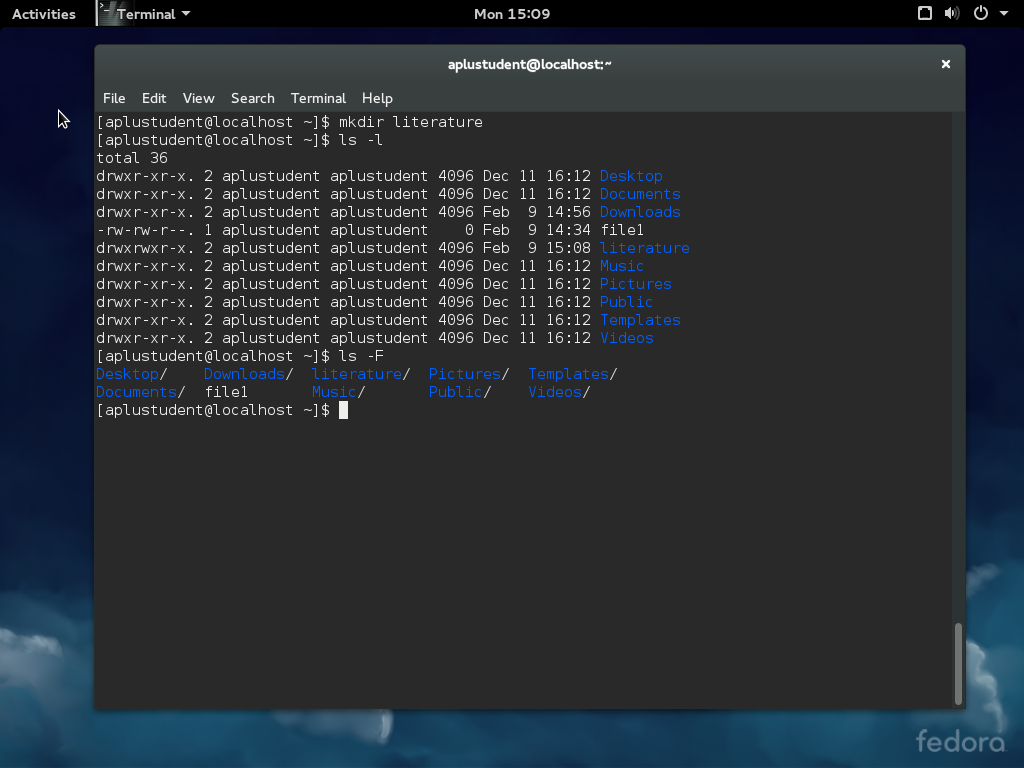 Activities Terminal Mon 15:09
aplustudent@localhost:~
File Edit View Search Terminal Help
[aplustudent@localhost ~]$ mkdir literature
[aplustudent@localhost ~]$ ls -l
total 36
drwxr-xr-x. 2 aplustudent aplustudent 4096 Dec 11 16:12 Desktop
drwxr-xr-x. 2 aplustudent aplustudent 4096 Dec 11 16:12 Documents
drwxr-xr-x. 2 aplustudent aplustudent 4096 Feb  9 14:56 Downloads
-rw-rw-r--. 1 aplustudent aplustudent    0 Feb  9 14:34 file1
drwxrwxr-x. 2 aplustudent aplustudent 4096 Feb  9 15:08 literature
drwxr-xr-x. 2 aplustudent aplustudent 4096 Dec 11 16:12 Music
drwxr-xr-x. 2 aplustudent aplustudent 4096 Dec 11 16:12 Pictures
drwxr-xr-x. 2 aplustudent aplustudent 4096 Dec 11 16:12 Public
drwxr-xr-x. 2 aplustudent aplustudent 4096 Dec 11 16:12 Templates
drwxr-xr-x. 2 aplustudent aplustudent 4096 Dec 11 16:12 Videos
[aplustudent@localhost ~]$ ls -F
Desktop/    Downloads/  literature/  Pictures/  Templates/
Documents/  file1       Music/       Public/    Videos/
[aplustudent@localhost ~]$
fedora